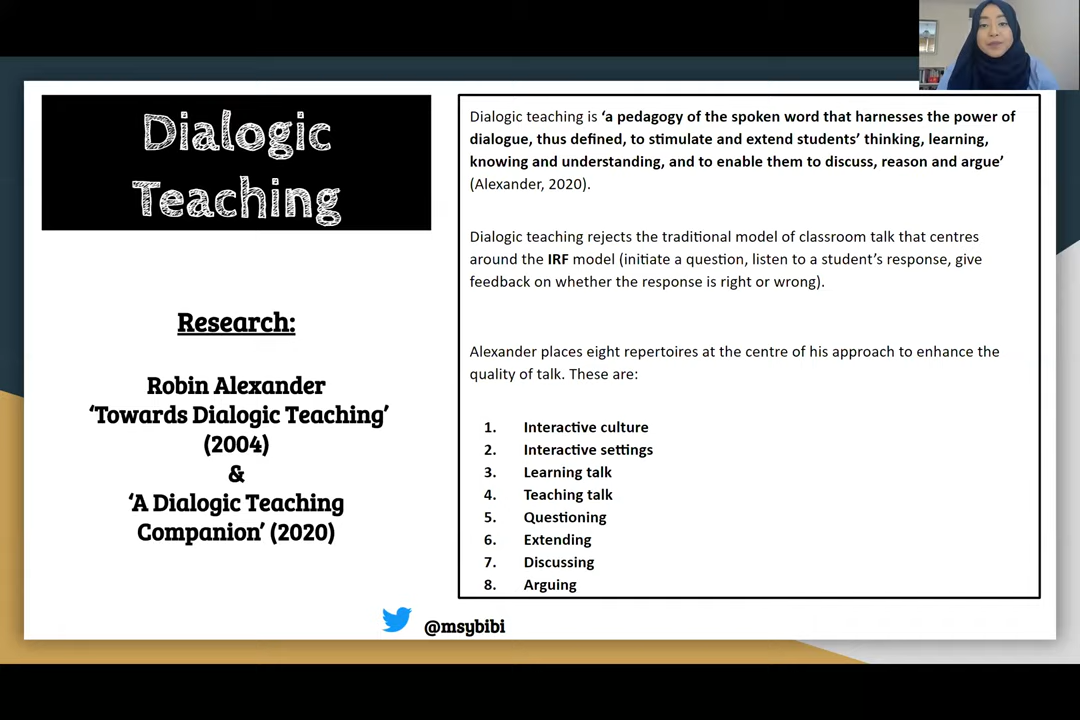 Dialogic
Teaching
Research:
Robin Alexander
‘Towards Dialogic Teaching’
(2004)
&
‘A Dialogic Teaching
Companion’ (2020)
Dialogic teaching is ‘a pedagogy of the spoken word that harnesses the power of
dialogue, thus defined, to stimulate and extend students’ thinking, learning,
knowing and understanding, and to enable them to discuss, reason and argue’
(Alexander, 2020).
Dialogic teaching rejects the traditional model of classroom talk that centres
around the IRF model (initiate a question, listen to a student’s response, give
feedback on whether the response is right or wrong).
Alexander places eight repertoires at the centre of his approach to enhance the
quality of talk. These are:
1. Interactive culture
2. Interactive settings
3. Learning talk
4. Teaching talk
5. Questioning
6. Extending
7. Discussing
8. Arguing
@msybibi